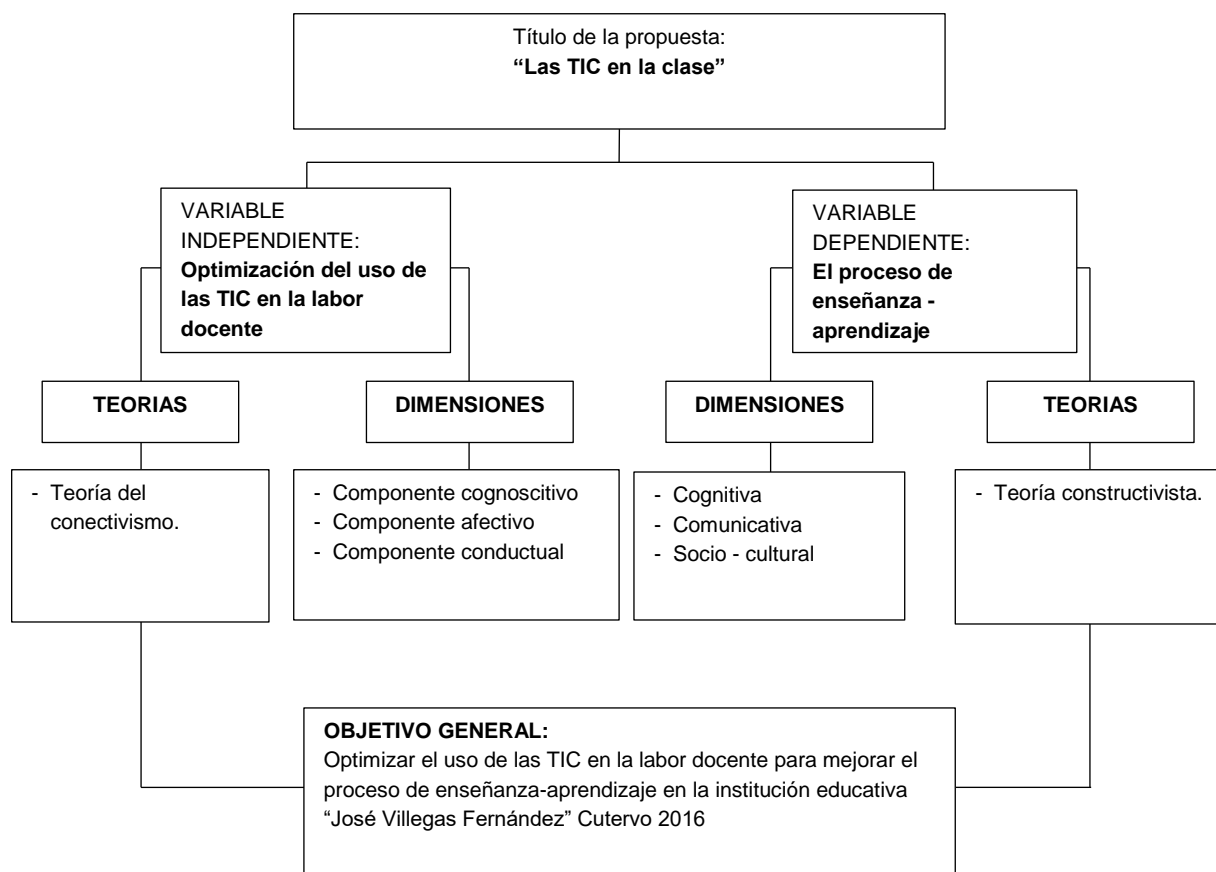 Título de la propuesta:
“Las TIC en la clase”
VARIABLE
INDEPENDIENTE:
Optimización del uso de
las TIC en la labor
docente
VARIABLE
DEPENDIENTE:
El proceso de
enseñanza -
aprendizaje
TEORIAS
DIMENSIONES
DIMENSIONES
TEORIAS
- Teoría del
conectivismo.
- Componente cognoscitivo
- Componente afectivo
- Componente conductual
- Cognitiva
- Comunicativa
- Socio - cultural
- Teoría constructivista.
OBJETIVO GENERAL:
Optimizar el uso de las TIC en la labor docente para mejorar el
proceso de enseñanza-aprendizaje en la institución educativa
“José Villegas Fernández” Cutervo 2016